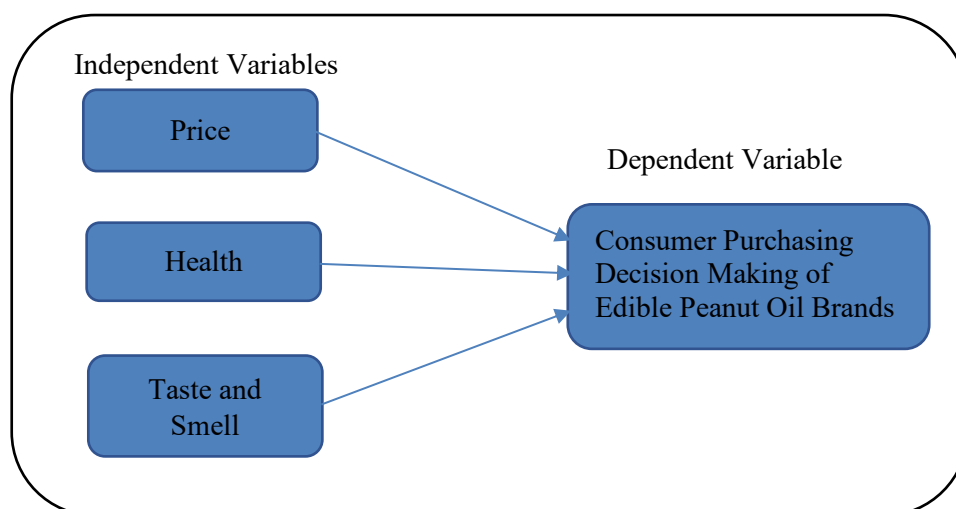 Independent Variables
Price
Health
Taste and
Smell
Dependent Variable
Consumer Purchasing
Decision Making of
Edible Peanut Oil Brands